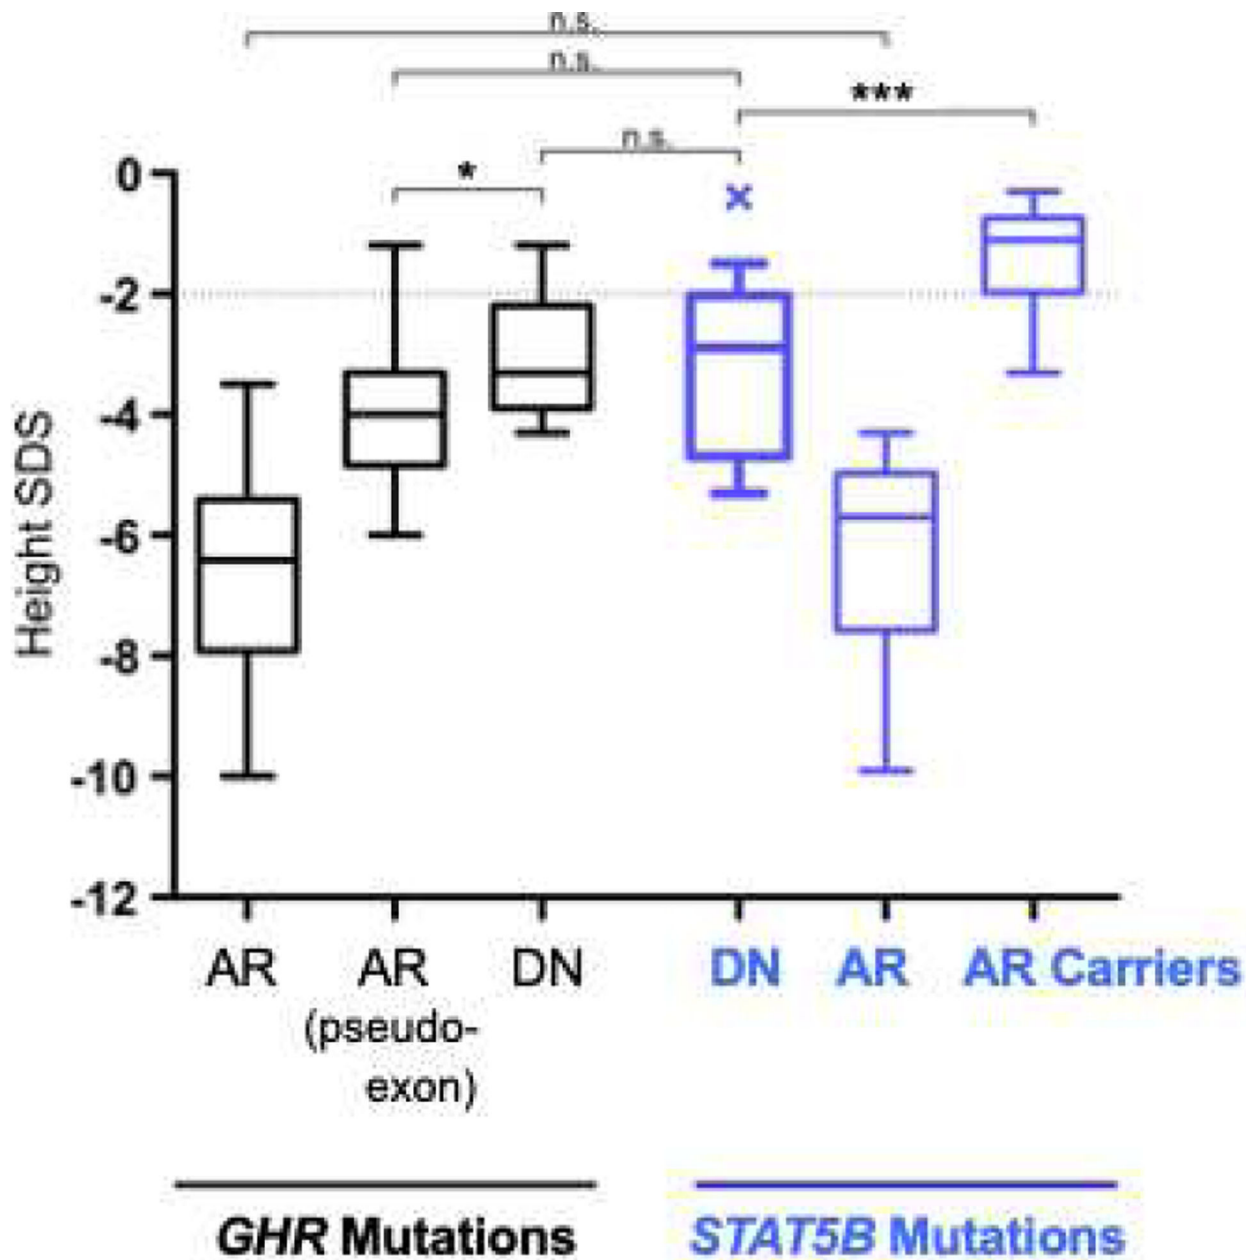 n.s.
n.s.
***
n.s.
*
0
-2
-4
-6
-8
-10
-12
Height SDS
AR AR DN DN AR AR Carriers
(pseudo-
exon)
GHR Mutations STAT5B Mutations